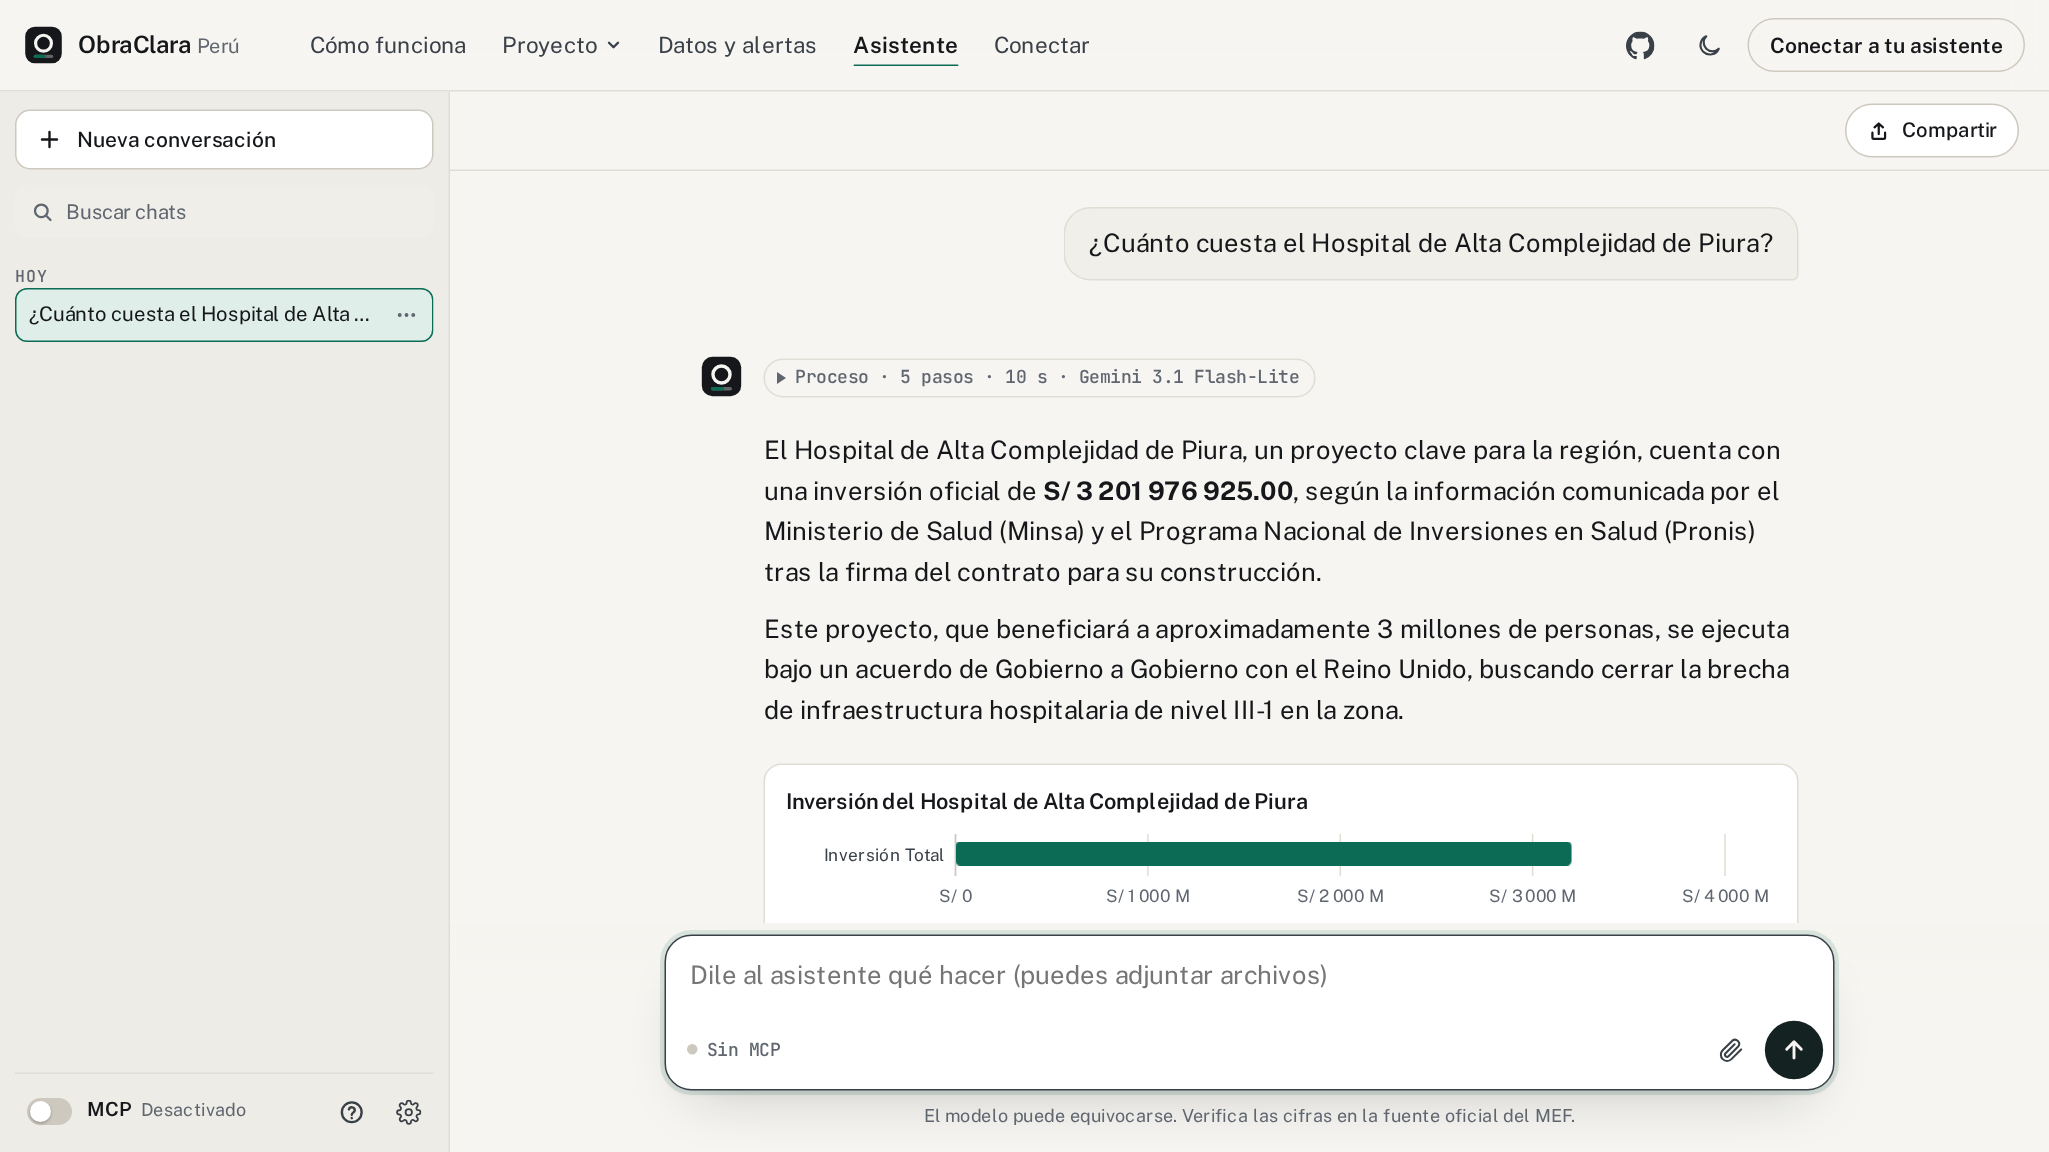 ObraClara Perú
Cómo funciona
Proyecto
Datos y alertas
Asistente
Conectar
Conectar a tu asistente
Nueva conversación
Buscar chats
HOY
¿Cuánto cuesta el Hospital de Alta ...
Compartir
¿Cuánto cuesta el Hospital de Alta Complejidad de Piura?
Proceso · 5 pasos · 10 s · Gemini 3.1 Flash-Lite
El Hospital de Alta Complejidad de Piura, un proyecto clave para la región, cuenta con
una inversión oficial de S/ 3 201 976 925.00, según la información comunicada por el
Ministerio de Salud (Minsa) y el Programa Nacional de Inversiones en Salud (Pronis)
tras la firma del contrato para su construcción.
Este proyecto, que beneficiará a aproximadamente 3 millones de personas, se ejecuta
bajo un acuerdo de Gobierno a Gobierno con el Reino Unido, buscando cerrar la brecha
de infraestructura hospitalaria de nivel III-1 en la zona.
Inversión del Hospital de Alta Complejidad de Piura
Inversión Total
S/ 0 S/ 1 000 M S/ 2 000 M S/ 3 000 M S/ 4 000 M
Dile al asistente qué hacer (puedes adjuntar archivos)
Sin MCP
MCP Desactivado
El modelo puede equivocarse. Verifica las cifras en la fuente oficial del MEF.